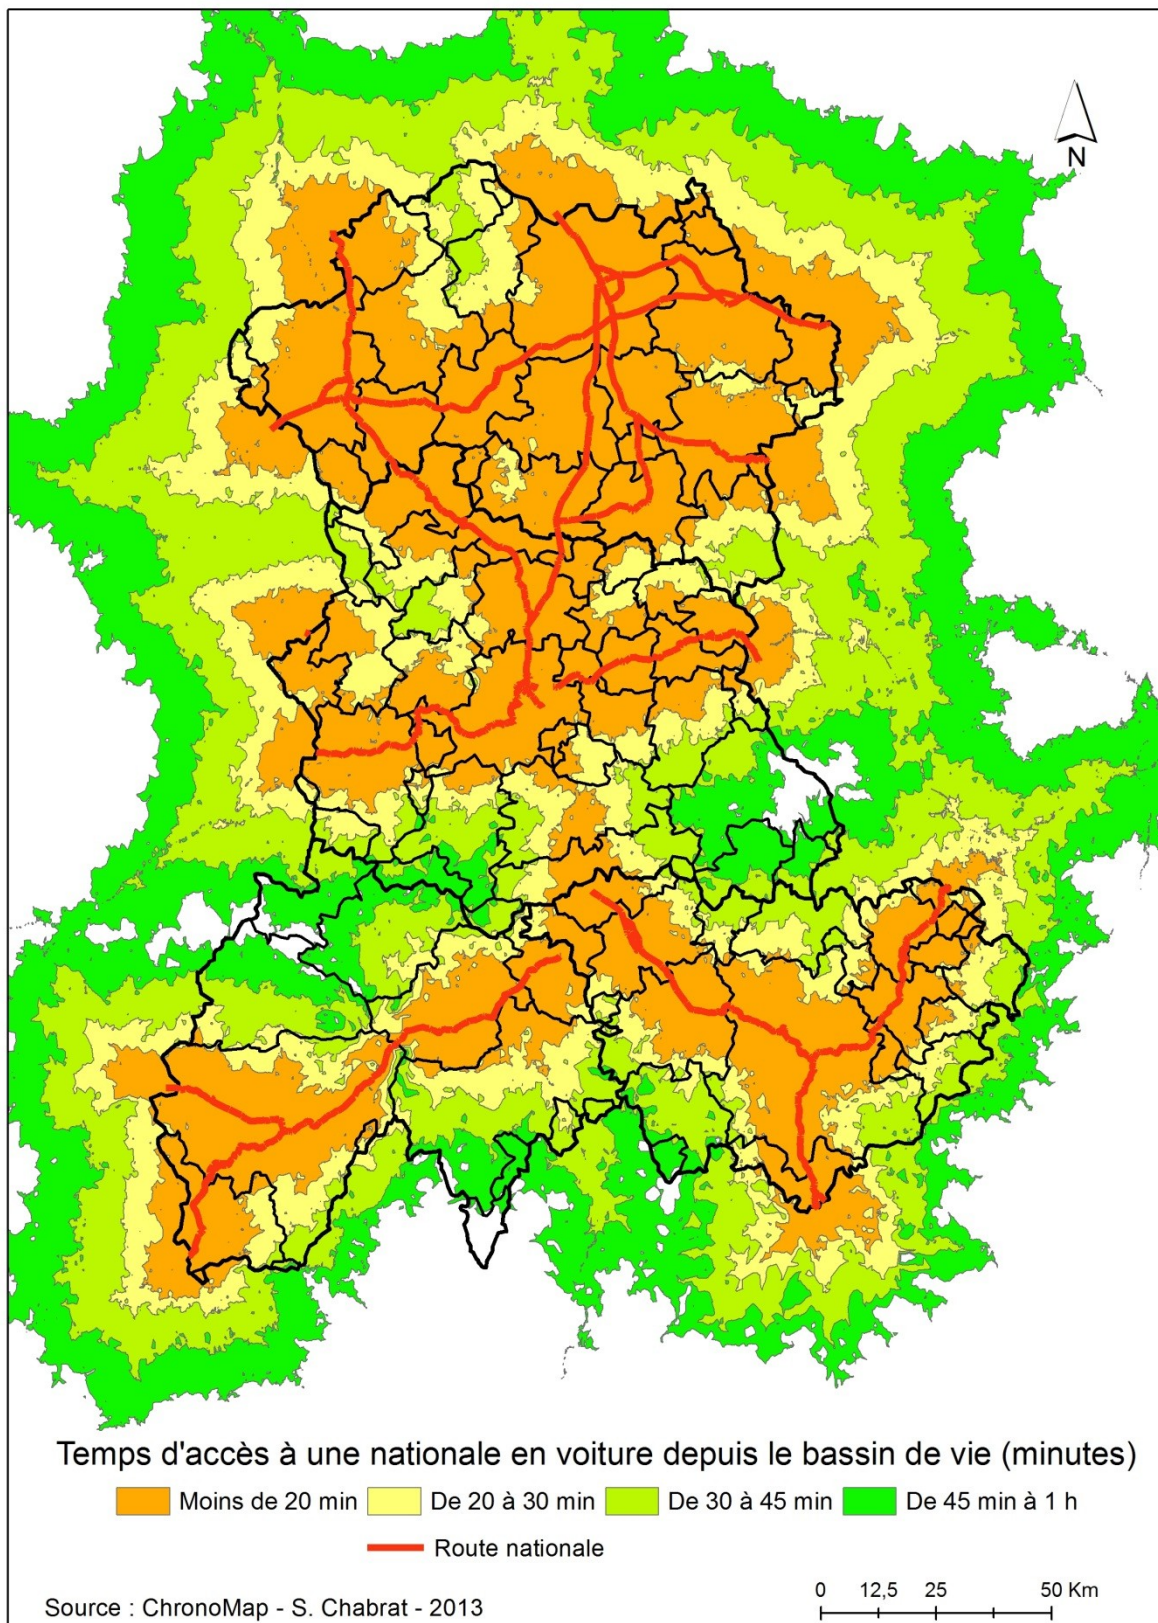 N
Temps d'accès à une nationale en voiture depuis le bassin de vie (minutes)
Moins de 20 min De 20 à 30 min De 30 à 45 min De 45 min à 1 h
Route nationale
0 12,5 25 50 Km
Source : ChronoMap - S. Chabrat - 2013